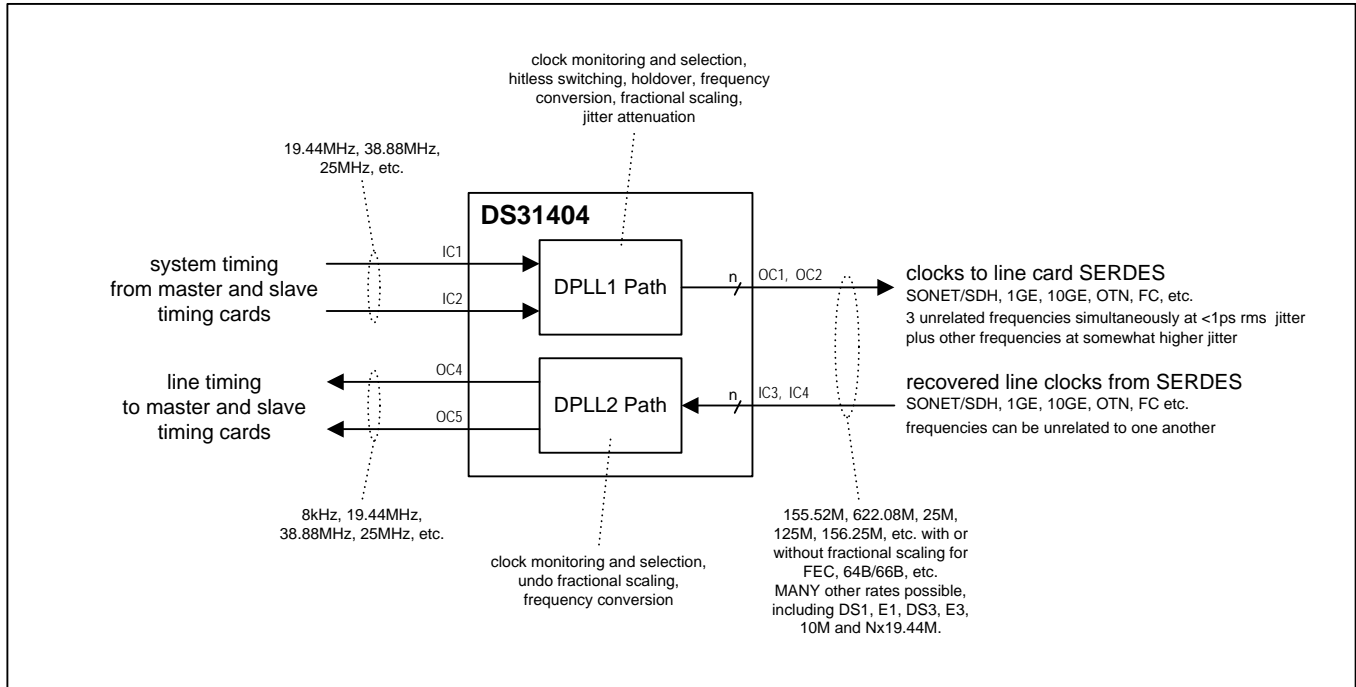 clock monitoring and selection,
hitless switching, holdover, frequency
conversion, fractional scaling,
jitter attenuation
19.44MHz, 38.88MHz,
25MHz, etc.
DS31404
system timing
from master and slave
timing cards
IC1
IC2
DPLL1 Path
n
OC1, OC2
clocks to line card SERDES
SONET/SDH, 1GE, 10GE, OTN, FC, etc.
3 unrelated frequencies simultaneously at <1ps rms jitter
plus other frequencies at somewhat higher jitter
line timing
to master and slave
timing cards
OC4
OC5
DPLL2 Path
n
IC3, IC4
recovered line clocks from SERDES
SONET/SDH, 1GE, 10GE, OTN, FC etc.
frequencies can be unrelated to one another
8kHz, 19.44MHz,
38.88MHz, 25MHz, etc.
clock monitoring and selection,
undo fractional scaling,
frequency conversion
155.52M, 622.08M, 25M,
125M, 156.25M, etc. with or
without fractional scaling for
FEC, 64B/66B, etc.
MANY other rates possible,
including DS1, E1, DS3, E3,
10M and Nx19.44M.